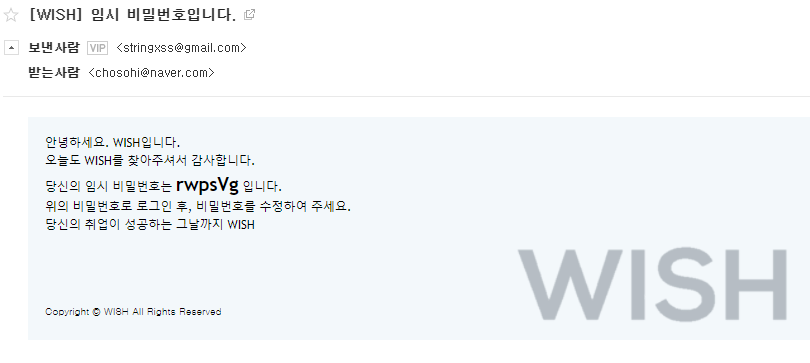 [WISH] 임시 비밀번호입니다.
보낸사람 VIP <stringxss@gmail.com>
받는사람 <chosohi@naver.com>
안녕하세요. WISH입니다.
오늘도 WISH를 찾아주셔서 감사합니다.
당신의 임시 비밀번호는 rwpsVg 입니다.
위의 비밀번호로 로그인 후, 비밀번호를 수정하여 주세요.
당신의 취업이 성공하는 그날까지 WISH
WISH
Copyright © WISH All Rights Reserved